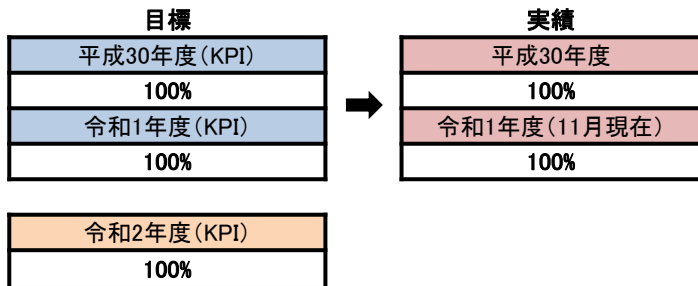 目標
平成30年度(KPI)
100%
令和1年度(KPI)
100%
実績
平成30年度
100%
令和1年度(11月現在)
100%
令和2年度(KPI)
100%